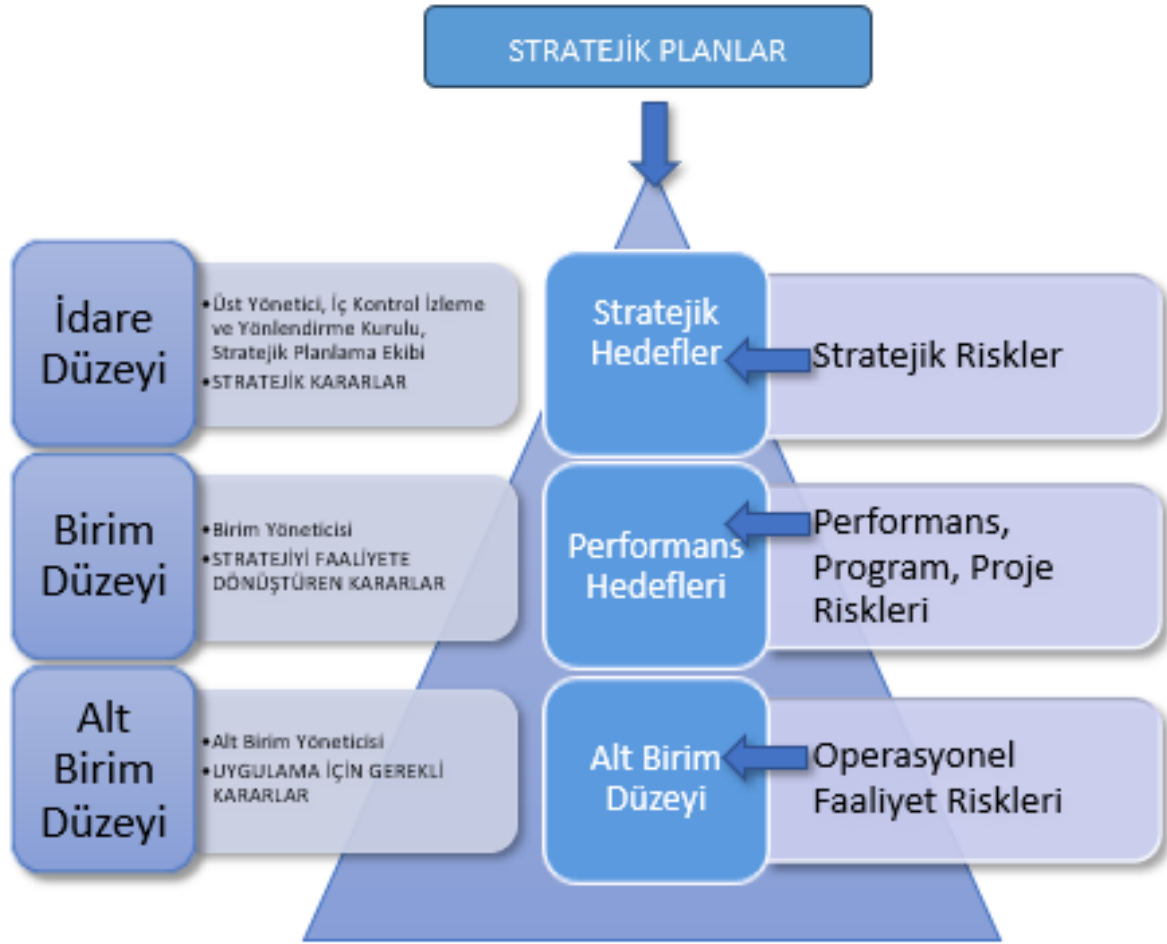 STRATEJİK PLANLAR
İdare
Düzeyi
•Üst Yönetici, İç Kontrol İzleme
ve Yönlendirme Kurulu,
Stratejik Planlama Ekibi
•STRATEJİK KARARLAR
Stratejik
Hedefler
Stratejik Riskler
Birim
Düzeyi
•Birim Yöneticisi
•STRATEJİYİ FAALİYETE
DÖNÜŞTÜREN KARARLAR
Performans
Hedefleri
Performans,
Program, Proje
Riskleri
Alt
Birim
Düzeyi
•Alt Birim Yöneticisi
•UYGULAMA İÇİN GEREKLİ
KARARLAR
Alt Birim
Düzeyi
Operasyonel
Faaliyet Riskleri